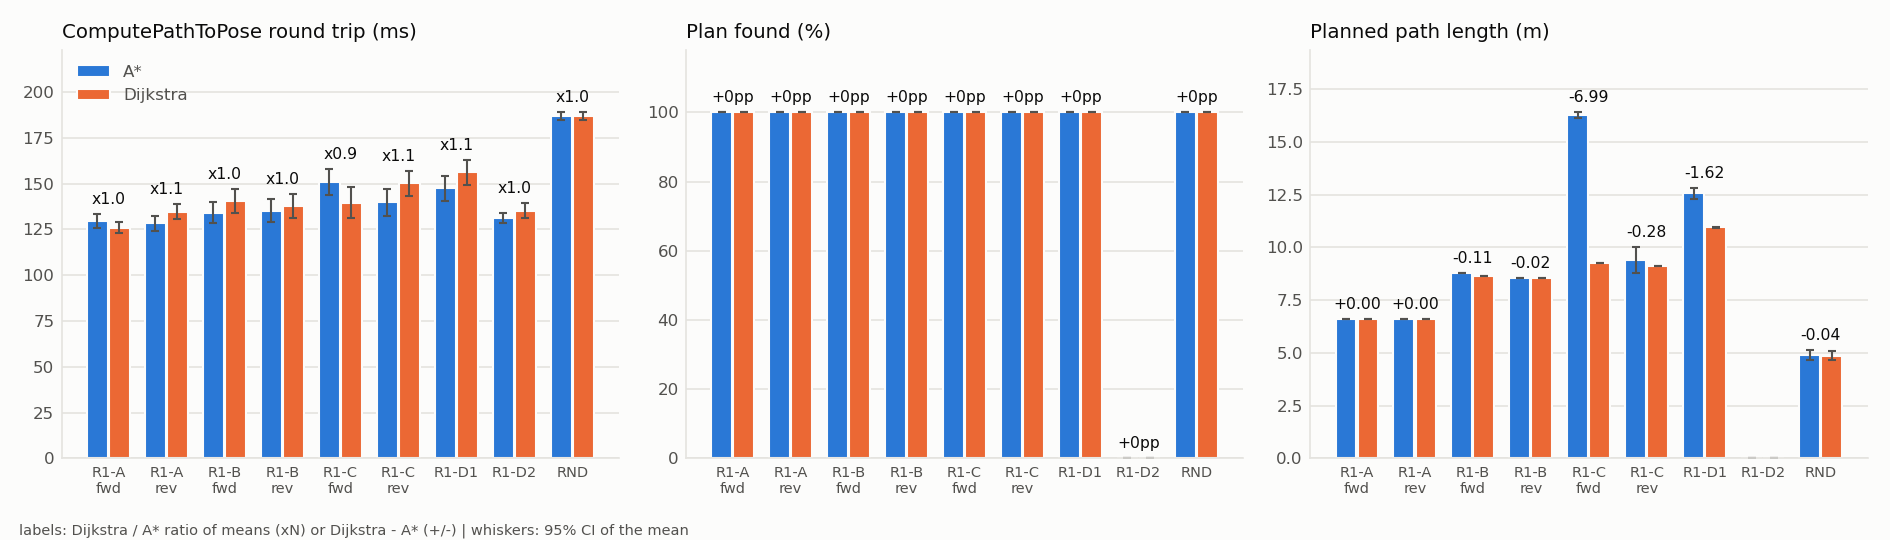 ComputePathToPose round trip (ms)
A*
Dijkstra
200
175
150
125
100
75
50
25
0
x1.0
x1.1
x1.0
x1.0
x0.9
x1.1
x1.1
x1.0
x1.0
R1-A fwd
R1-A rev
R1-B fwd
R1-B rev
R1-C fwd
R1-C rev
R1-D1
R1-D2
RND
Plan found (%)
100
80
60
40
20
0
+0pp
+0pp
+0pp
+0pp
+0pp
+0pp
+0pp
+0pp
+0pp
R1-A fwd
R1-A rev
R1-B fwd
R1-B rev
R1-C fwd
R1-C rev
R1-D1
R1-D2
RND
Planned path length (m)
17.5
15.0
12.5
10.0
7.5
5.0
2.5
0.0
+0.00
+0.00
-0.11
-0.02
-6.99
-0.28
-1.62
-0.04
R1-A fwd
R1-A rev
R1-B fwd
R1-B rev
R1-C fwd
R1-C rev
R1-D1
R1-D2
RND
labels: Dijkstra / A* ratio of means (xN) or Dijkstra - A* (+/-) | whiskers: 95% CI of the mean